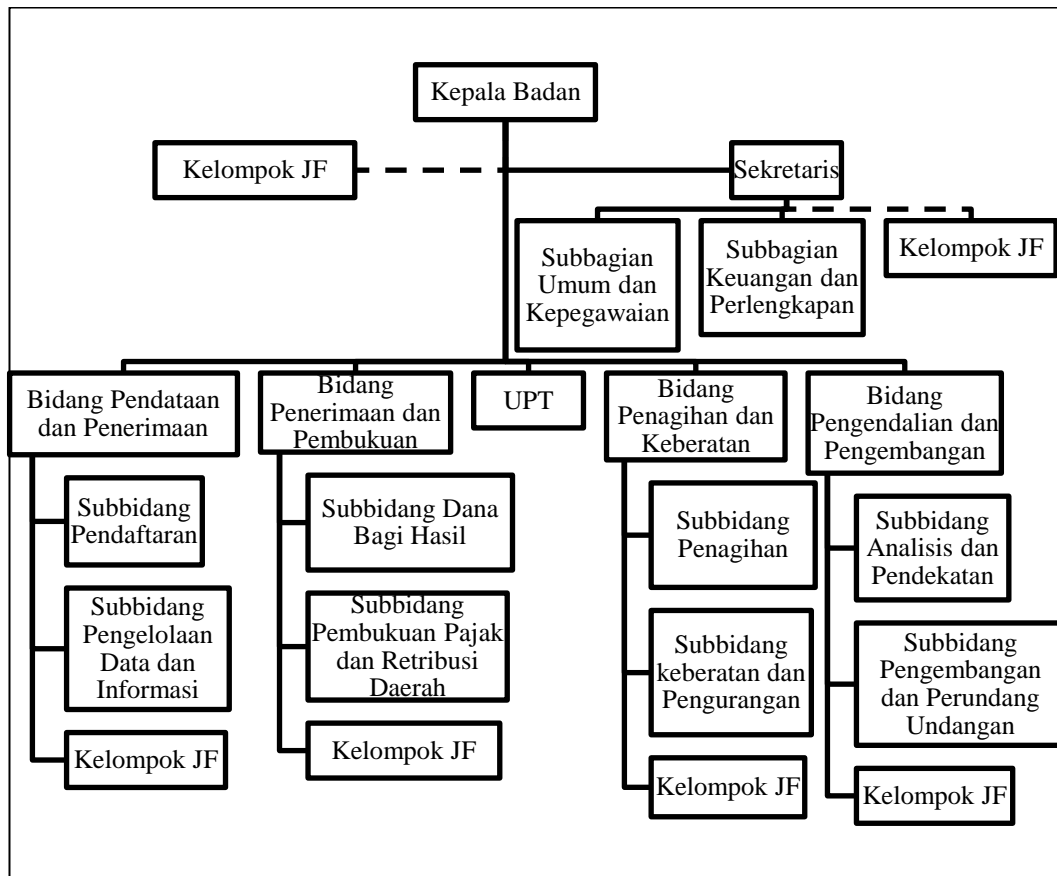 Kepala Badan
Kelompok JF
Sekretaris
Subbagian
Umum dan
Kepegawaian
Subbagian
Keuangan dan
Perlengkapan
Kelompok JF
Bidang Pendataan
dan Penerimaan
Bidang
Penerimaan dan
Pembukuan
UPT
Bidang
Penagihan dan
Keberatan
Bidang
Pengendalian dan
Pengembangan
Subbidang
Pendaftaran
Subbidang
Pengelolaan
Data dan
Informasi
Kelompok JF
Subbidang Dana
Bagi Hasil
Subbidang
Pembukuan Pajak
dan Retribusi
Daerah
Kelompok JF
Subbidang
Penagihan
Subbidang
keberatan dan
Pengurangan
Kelompok JF
Subbidang
Analisis dan
Pendekatan
Subbidang
Pengembangan
dan Perundang
Undangan
Kelompok JF